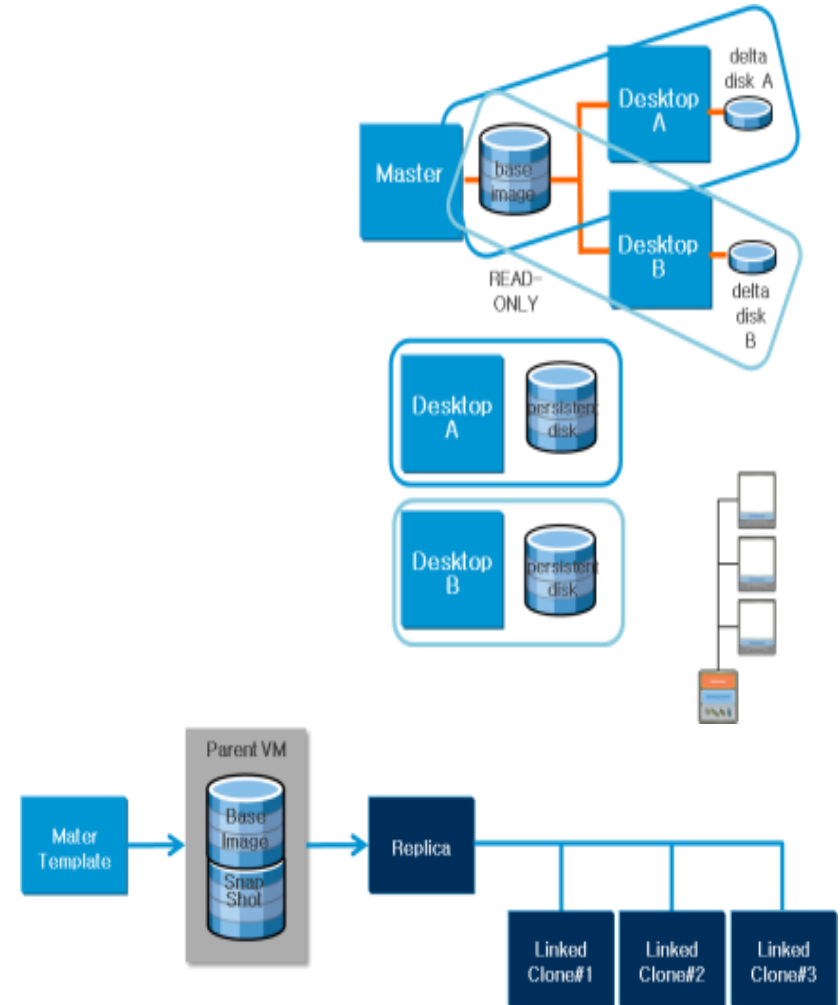 delta
disk A
Desktop
A
Master
base
image
Desktop
B
READ-
ONLY
delta
disk
B
Desktop
A
persistent
disk
Desktop
B
persistent
disk
Parent VM
Mater
Template
Base
Image
Snap
Shot
Replica
Linked
Clone#1
Linked
Clone#2
Linked
Clone#3